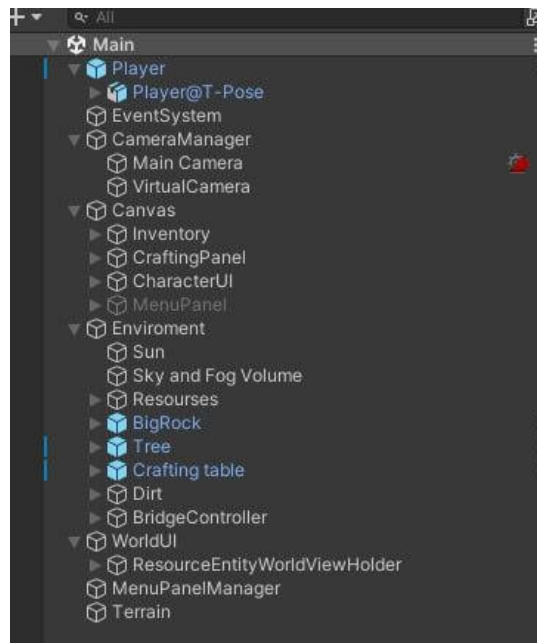 All
Main
Player
Player@T-Pose
EventSystem
CameraManager
Main Camera
VirtualCamera
Canvas
Inventory
CraftingPanel
CharacterUI
MenuPanel
Enviroment
Sun
Sky and Fog Volume
Resourses
BigRock
Tree
Crafting table
Dirt
BridgeController
WorldUI
ResourceEntityWorldViewHolder
MenuPanelManager
Terrain